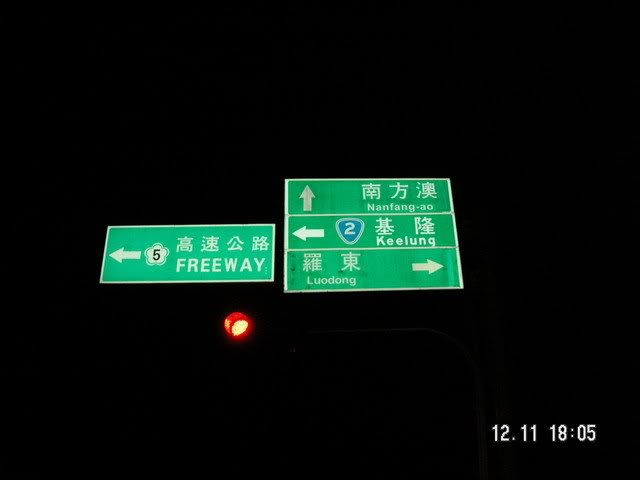 5 高速公路
FREEWAY
南方澳
Nanfang-ao
2 基隆
Keelung
羅東
Luodong
12.11 18:05